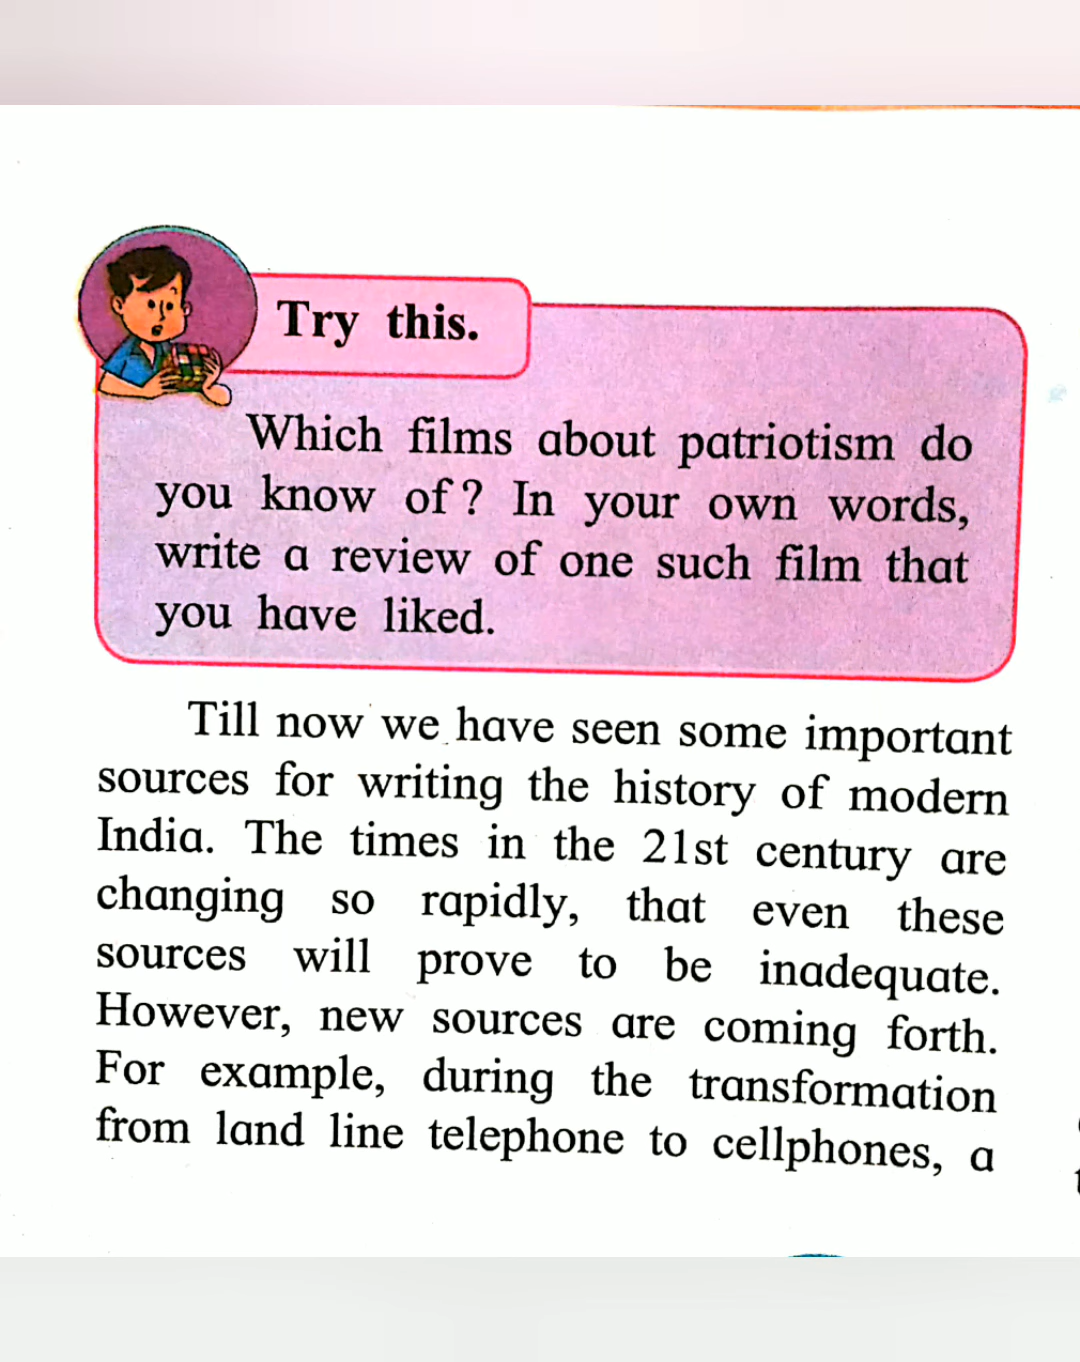 Try this.
Which films about patriotism do
you know of? In your own words,
write a review of one such film that
you have liked.
Till now we have seen some important
sources for writing the history of modern
India. The times in the 21st century are
changing so rapidly, that even these
sources will prove to be inadequate.
However, new sources are coming forth.
For example, during the transformation
from land line telephone to cellphones, a